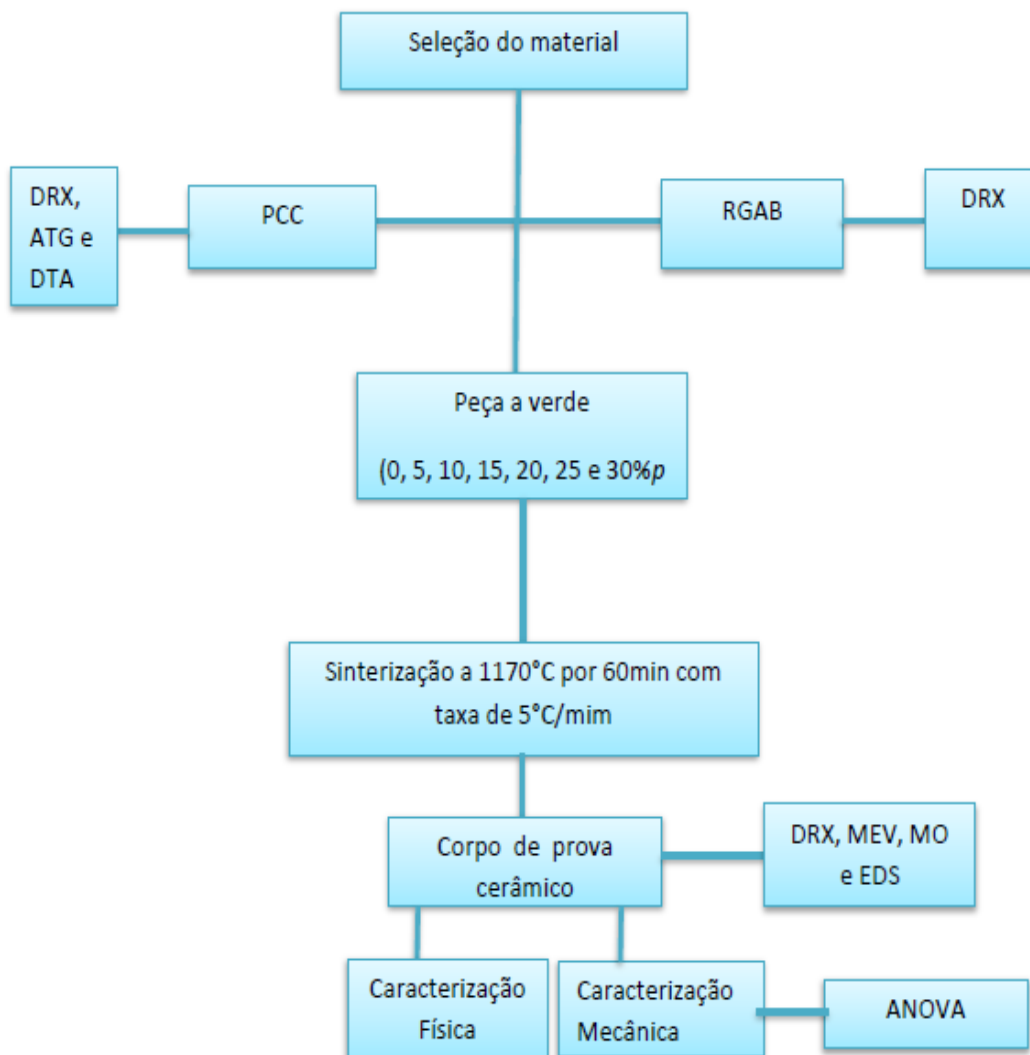 Seleção do material
DRX,
ATG e
DTA
PCC
RGAB
DRX
Peça a verde
(0, 5, 10, 15, 20, 25 e 30%p
Sinterização a 1170°C por 60min com
taxa de 5°C/mim
Corpo de prova
cerâmico
DRX, MEV, MO
e EDS
Caracterização
Física
Caracterização
Mecânica
ANOVA